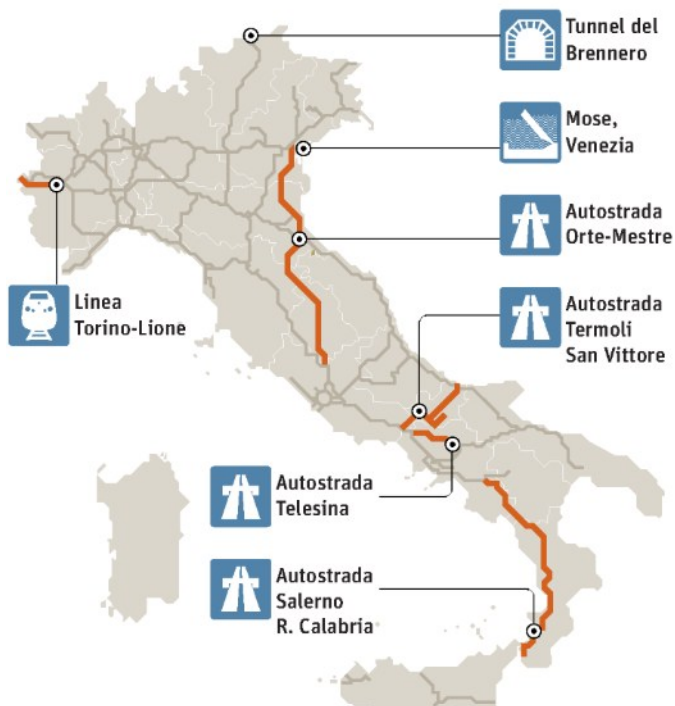 Tunnel del
Brennero
Mose,
Venezia
Autostrada
Orte-Mestre
Linea
Torino-Lione
Autostrada
Termoli
San Vittore
Autostrada
Telesina
Autostrada
Salerno
R. Calabria